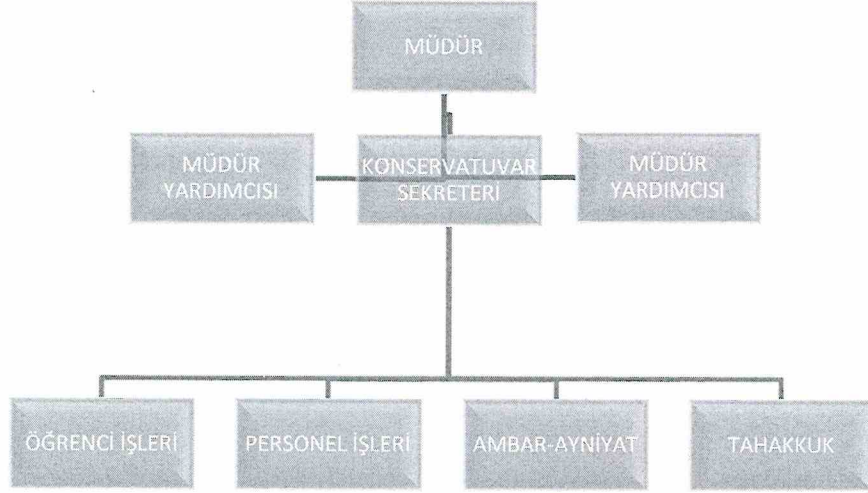 MÜDÜR
MÜDÜR
YARDIMCISI
KONSERVATUVAR
SEKRETERİ
MÜDÜR
YARDIMCISI
ÖĞRENCİ İŞLERİ
PERSONEL İŞLERİ
AMBAR-AYNİYAT
TAHAKKUK